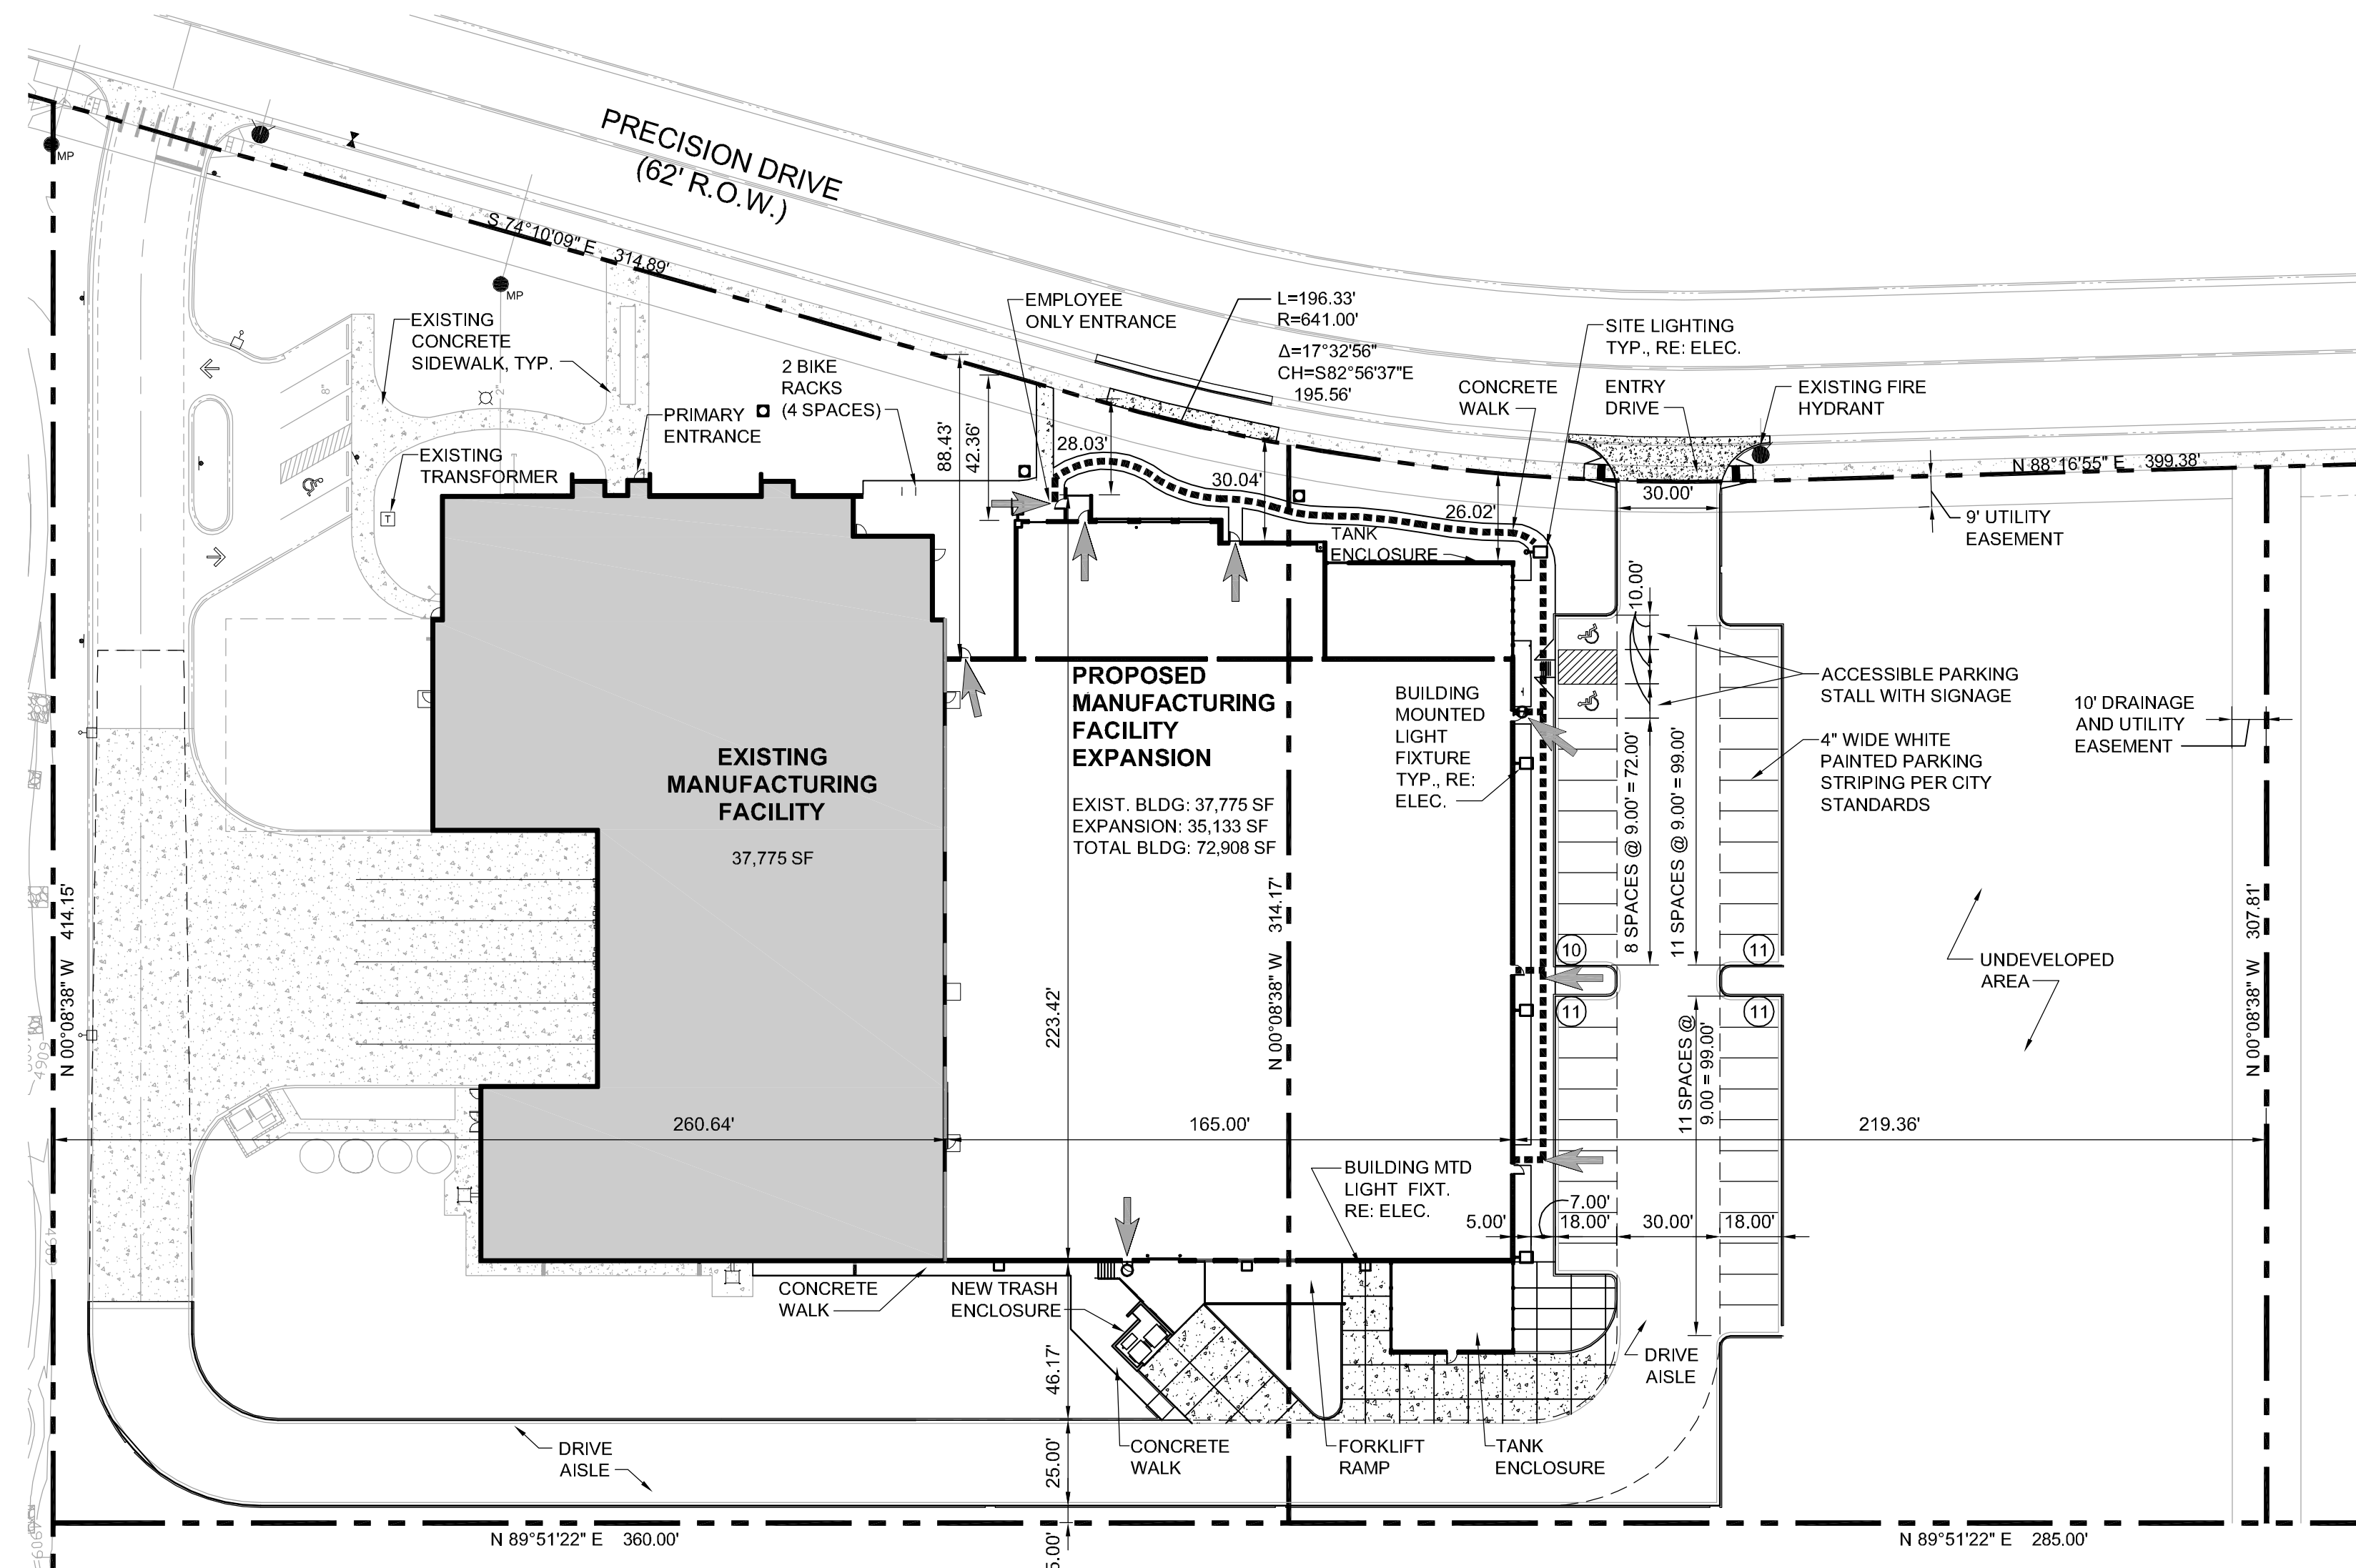 PRECISION DRIVE
(62' R.O.W.)
MP
S 74°10'09" E 314.89'
MP
EXISTING
CONCRETE
SIDEWALK, TYP.
EMPLOYEE
ONLY ENTRANCE
L=196.33'
R=641.00'
Δ=17°32'56"
CH=S82°56'37"E
195.56'
SITE LIGHTING
TYP., RE: ELEC.
2 BIKE
RACKS
(4 SPACES)
PRIMARY
ENTRANCE
CONCRETE
WALK
ENTRY
DRIVE
EXISTING FIRE
HYDRANT
EXISTING
TRANSFORMER
T
88.43'
42.36'
28.03'
30.04'
26.02'
30.00'
N 88°16'55" E 399.38'
9' UTILITY
EASEMENT
TANK
ENCLOSURE
10.00'
ACCESSIBLE PARKING
STALL WITH SIGNAGE
10' DRAINAGE
AND UTILITY
EASEMENT
4" WIDE WHITE
PAINTED PARKING
STRIPING PER CITY
STANDARDS
PROPOSED
MANUFACTURING
FACILITY
EXPANSION
EXIST. BLDG: 37,775 SF
EXPANSION: 35,133 SF
TOTAL BLDG: 72,908 SF
BUILDING
MOUNTED
LIGHT
FIXTURE
TYP., RE:
ELEC.
EXISTING
MANUFACTURING
FACILITY
37,775 SF
8 SPACES @ 9.00' = 72.00'
11 SPACES @ 9.00' = 99.00'
10
11
11
11
11 SPACES @
9.00 = 99.00'
UNDEVELOPED
AREA
N 00°08'38" W 414.15'
N 00°08'38" W 314.17'
N 00°08'38" W 307.81'
4909
223.42'
260.64'
165.00'
219.36'
BUILDING MTD
LIGHT FIXT.
RE: ELEC.
7.00'
5.00'
18.00'
30.00'
18.00'
CONCRETE
WALK
NEW TRASH
ENCLOSURE
46.17'
DRIVE
AISLE
DRIVE
AISLE
25.00'
CONCRETE
WALK
FORKLIFT
RAMP
TANK
ENCLOSURE
N 89°51'22" E 360.00'
N 89°51'22" E 285.00'